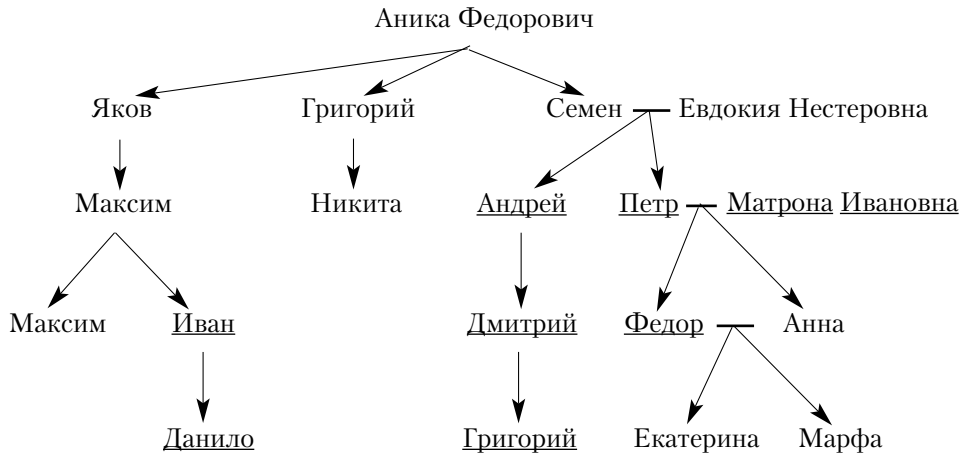 Аника Федорович
Яков Григорий Семен Евдокия Нестеровна
Максим Никита Андрей Петр Матрона Ивановна
Максим Иван Дмитрий Федор Анна
Данило Григорий Екатерина Марфа